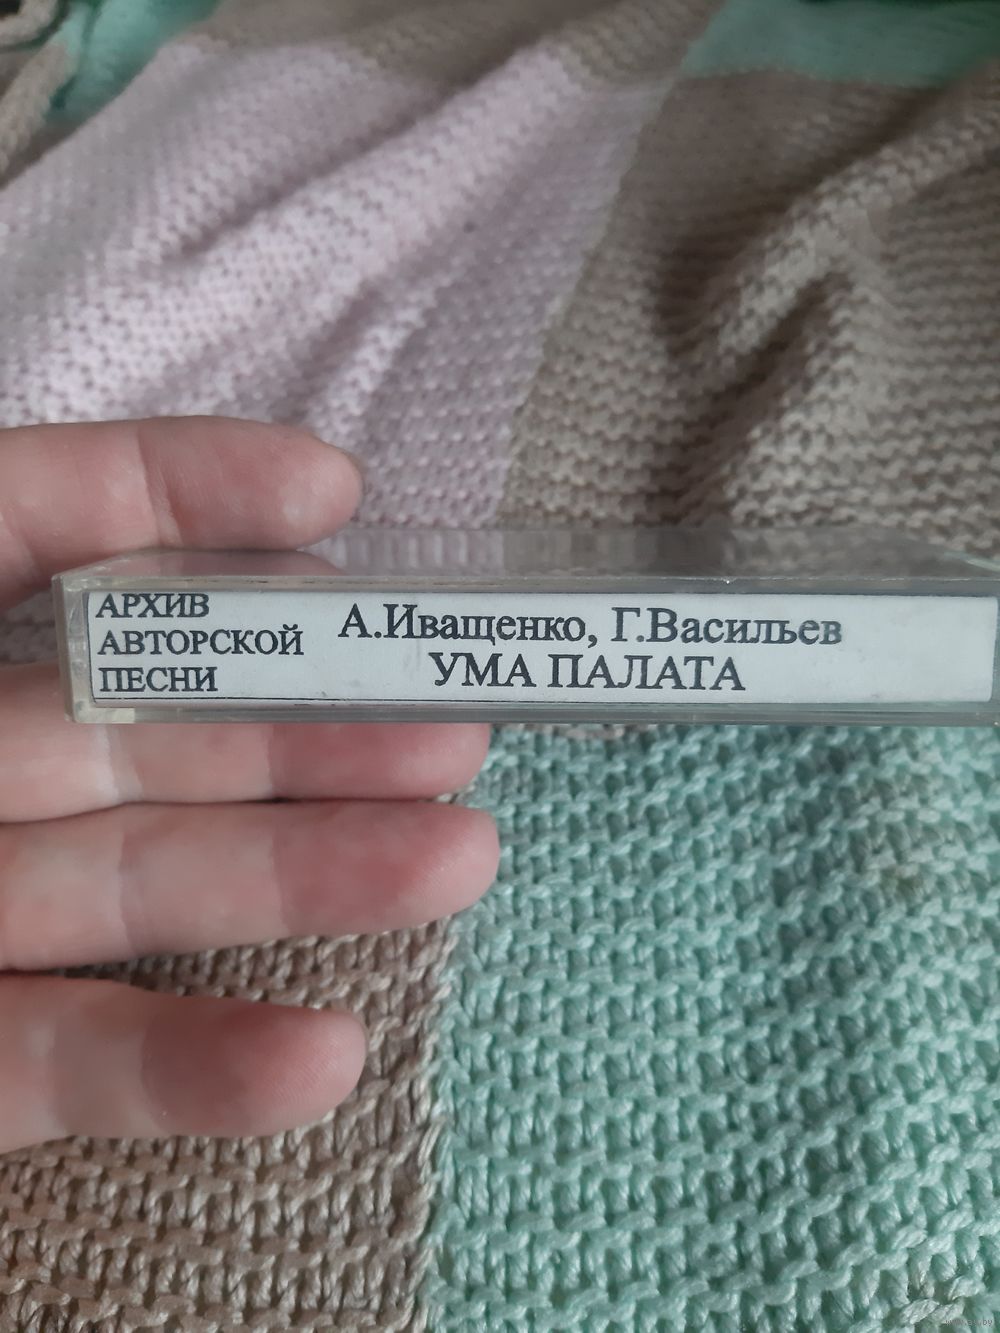 АРХИВ
АВТОРСКОЙ
ПЕСНИ
А.Иващенко, Г.Васильев
УМА ПАЛАТА